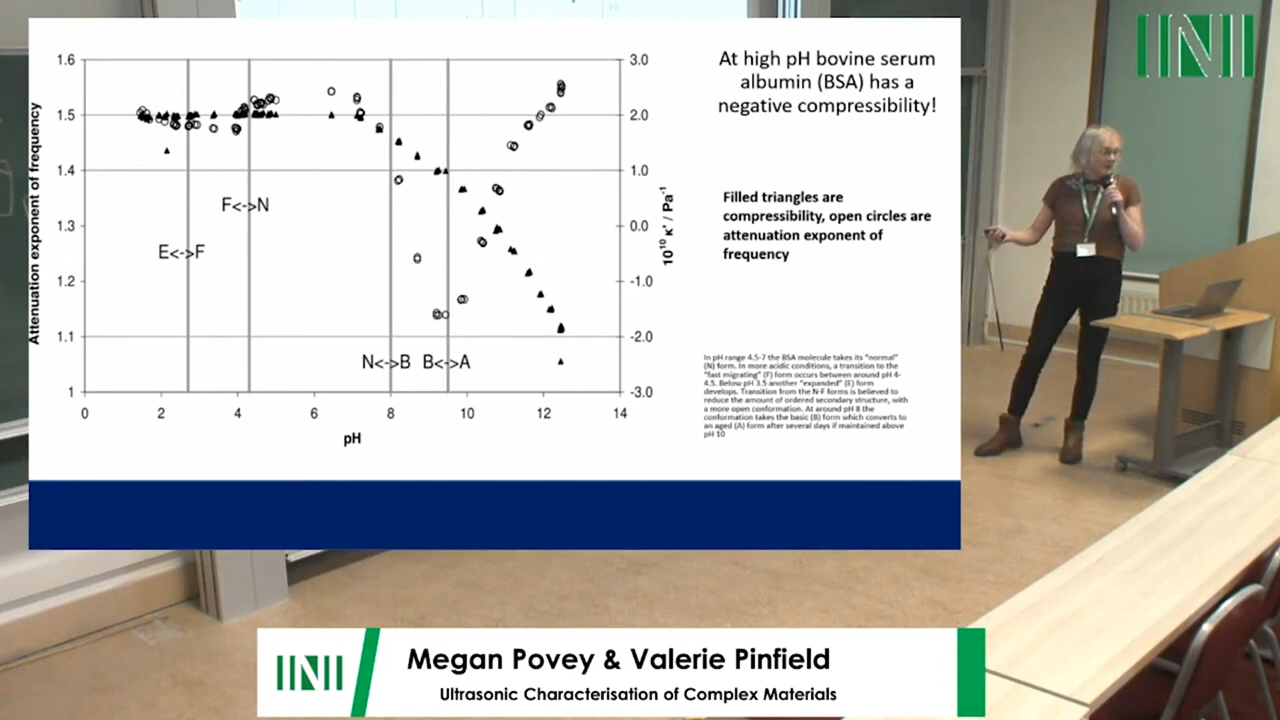 At high pH bovine serum
albumin (BSA) has a
negative compressibility!
Filled triangles are
compressibility, open circles are
attenuation exponent of
frequency
In pH range 4.5-7 the BSA molecule takes its "normal"
(N) form. In more acidic conditions, a transition to the
"fast migrating" (F) form occurs between around pH 4-
4.5. Below pH 3.5 another "expanded" (E) form
develops. Transition from the N-F forms is believed to
reduce the amount of ordered secondary structure, with
a more open conformation. At around pH 8 the
conformation takes the basic (B) form which converts to
an aged (A) form after several days if maintained above
pH 10
Attenuation exponent of frequency
1.6
1.5
1.4
1.3
1.2
1.1
1
3.0
2.0
1.0
0.0
-1.0
-2.0
-3.0
10¹⁰ κ' / Pa⁻¹
F<->N
E<->F
N<->B B<->A
0 2 4 6 8 10 12 14
pH
INI
INI
Megan Povey & Valerie Pinfield
Ultrasonic Characterisation of Complex Materials